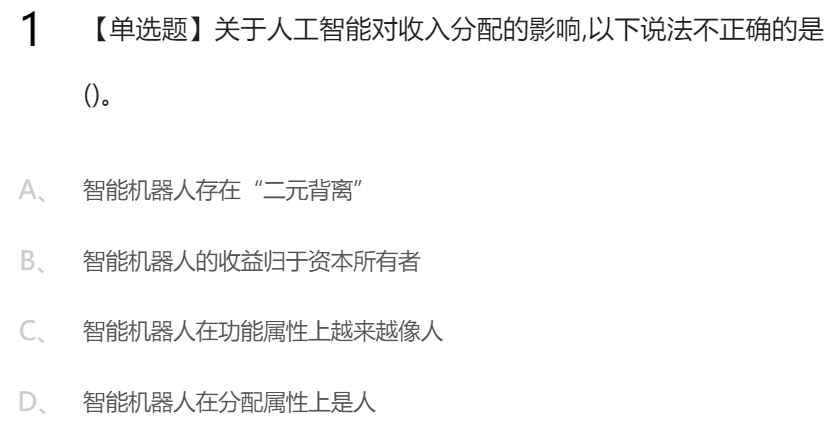 1 【单选题】关于人工智能对收入分配的影响,以下说法不正确的是
()。
A、 智能机器人存在“二元背离”
B、 智能机器人的收益归于资本所有者
C、 智能机器人在功能属性上越来越像人
D、 智能机器人在分配属性上是人